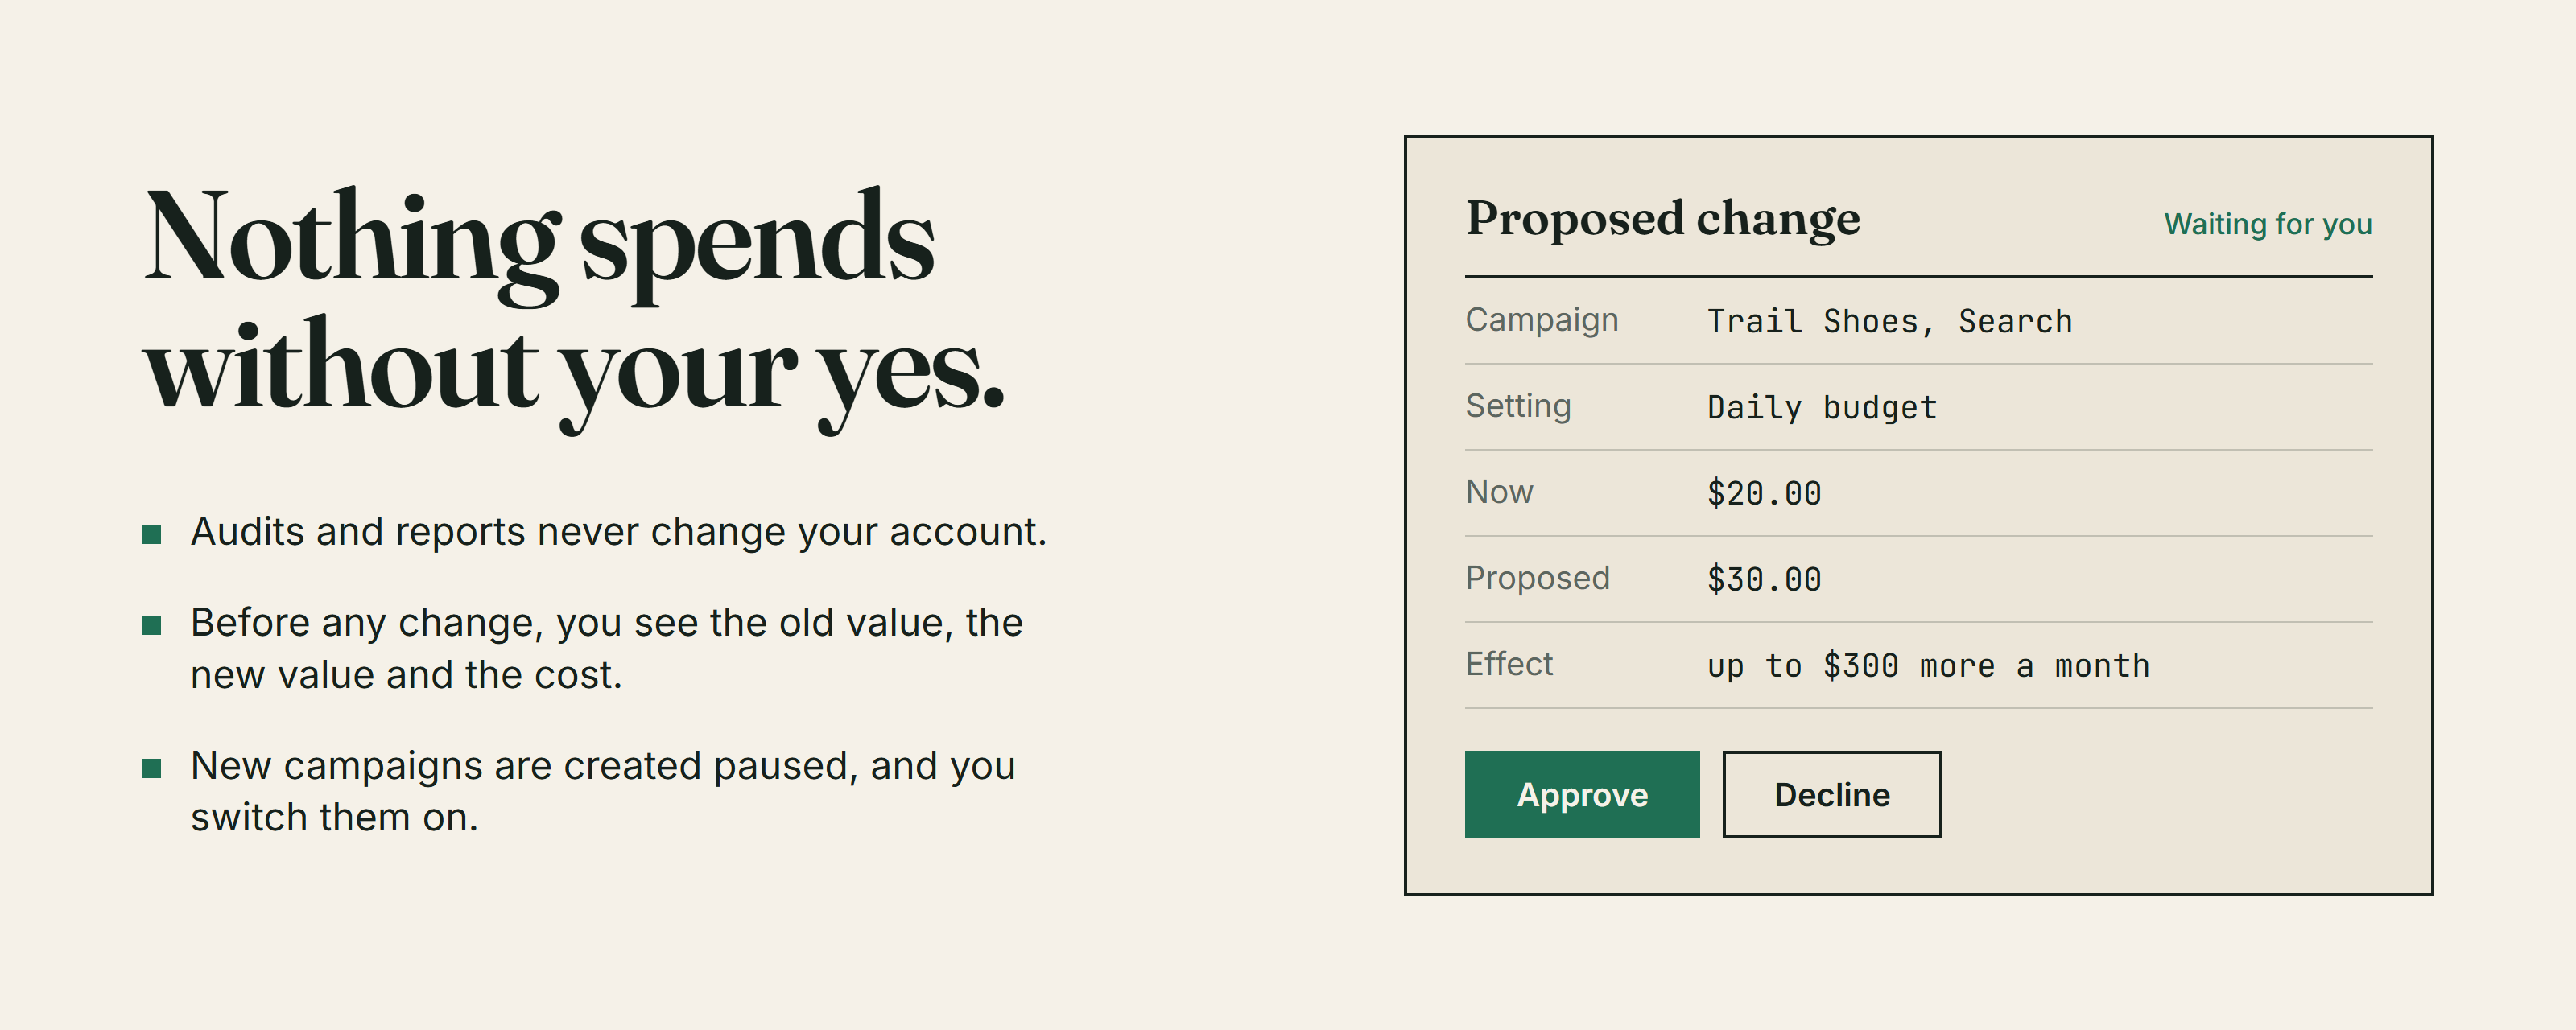 Nothing spends
without your yes.
Audits and reports never change your account.
Before any change, you see the old value, the
new value and the cost.
New campaigns are created paused, and you
switch them on.
Proposed change
Waiting for you
Campaign Trail Shoes, Search
Setting Daily budget
Now $20.00
Proposed $30.00
Effect up to $300 more a month
Approve Decline